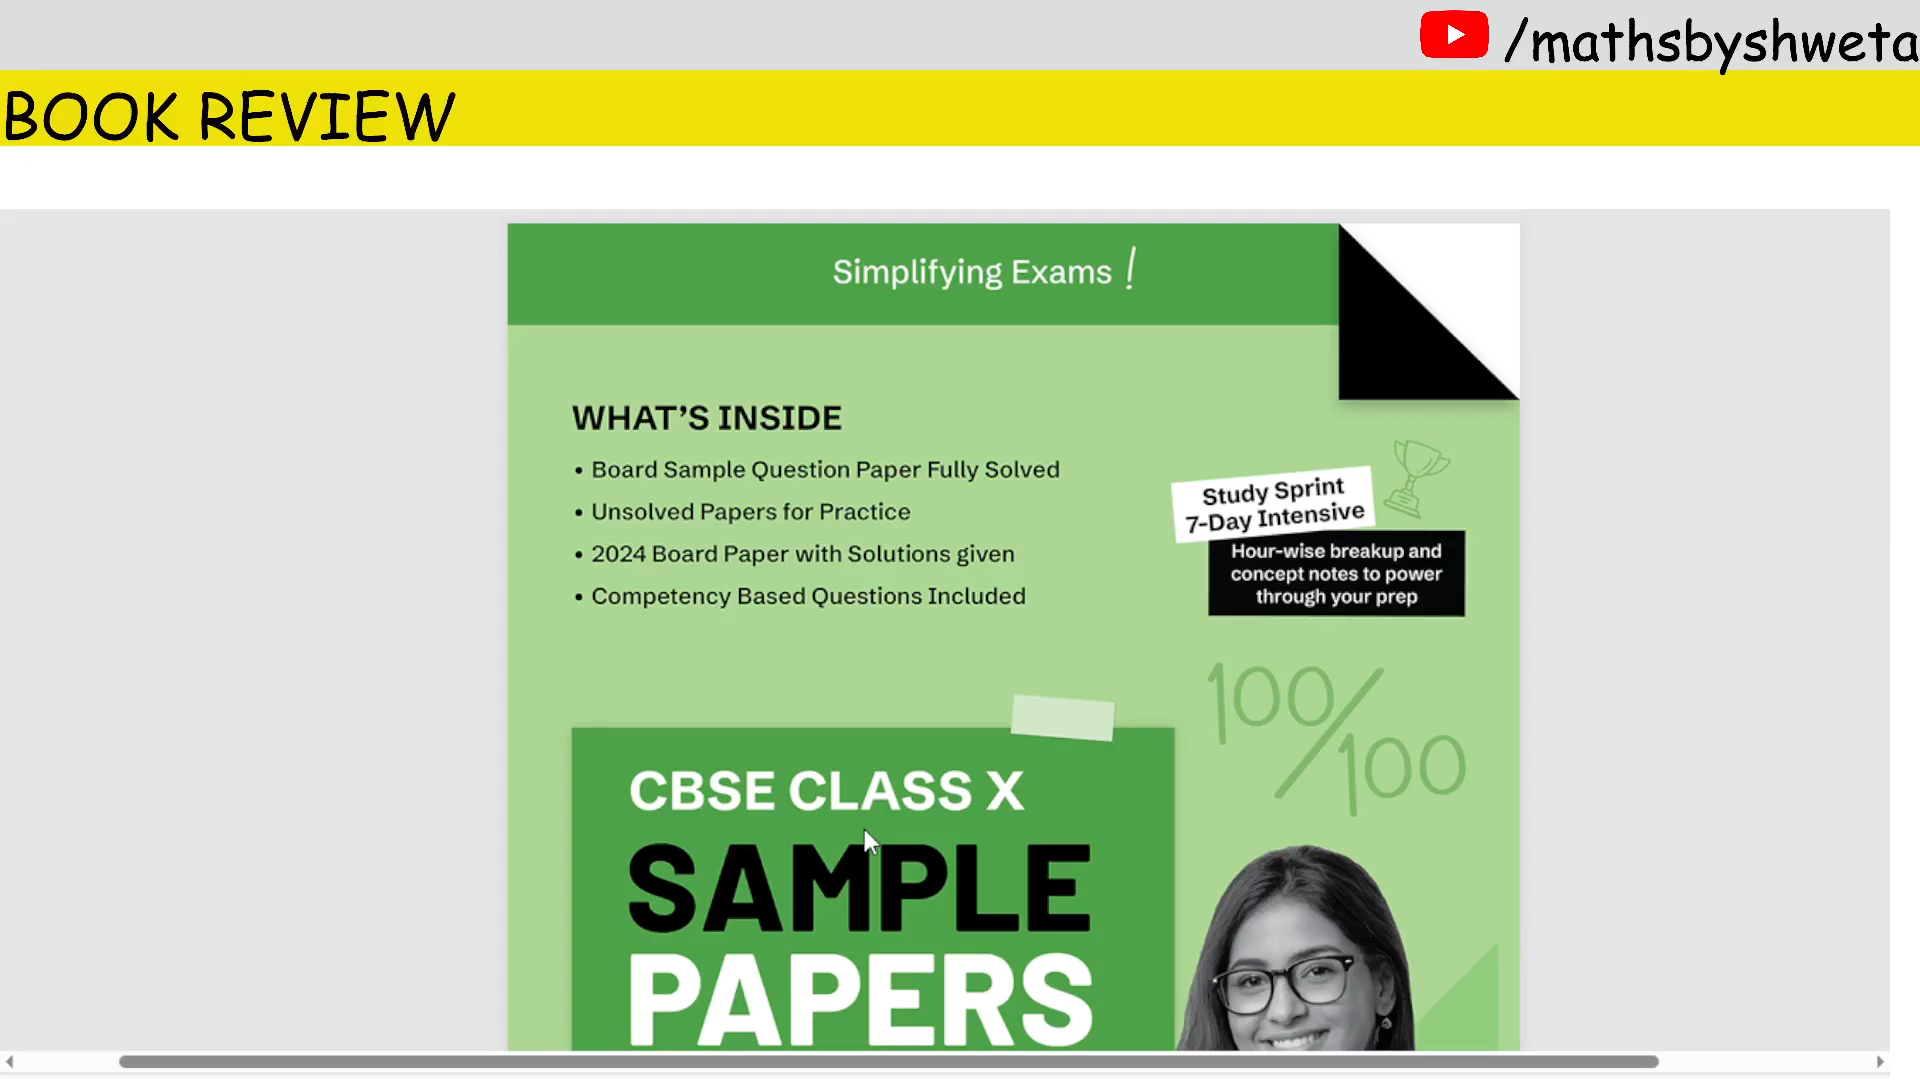 /mathsbyshweta
BOOK REVIEW
Simplifying Exams !
WHAT'S INSIDE
• Board Sample Question Paper Fully Solved
• Unsolved Papers for Practice
• 2024 Board Paper with Solutions given
• Competency Based Questions Included
Study Sprint
7-Day Intensive
Hour-wise breakup and
concept notes to power
through your prep
100/100
CBSE CLASS X
SAMPLE
PAPERS